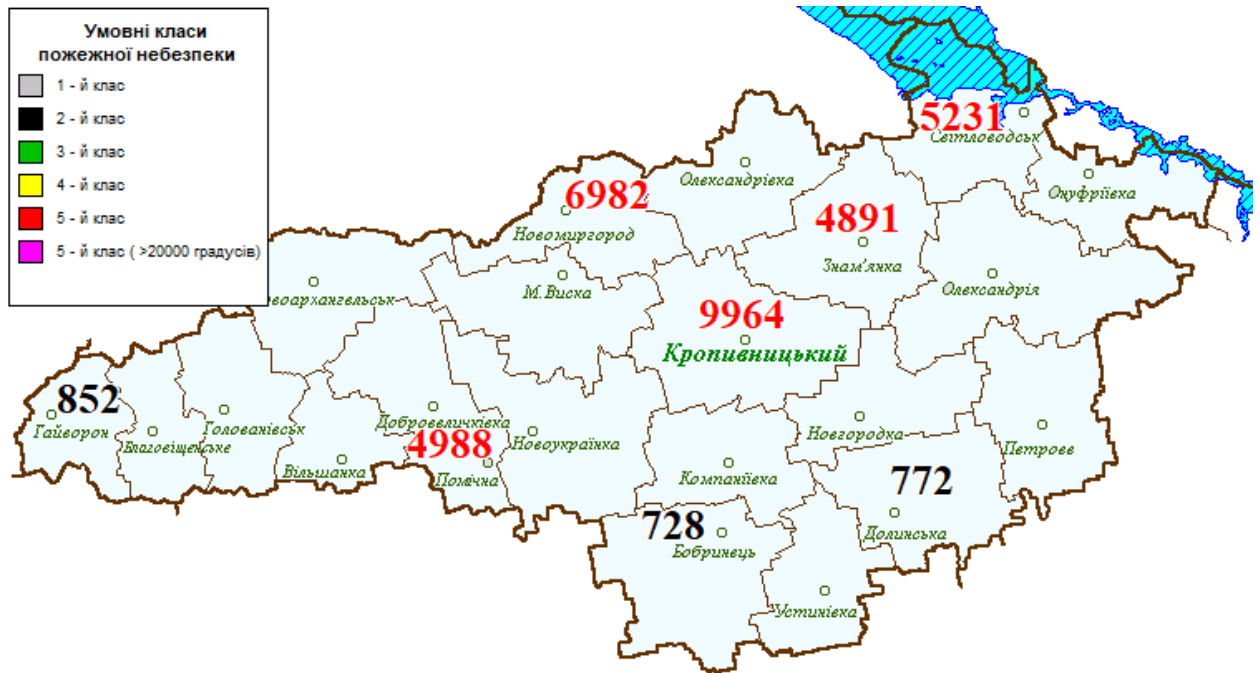 Умовні класи
пожежної небезпеки
1 - й клас
2 - й клас
3 - й клас
4 - й клас
5 - й клас
5 - й клас ( >20000 градусів)
5231
Світловодськ
Олександрівка
Онуфріївка
6982
Новомиргород
4891
Знам'янка
М.Виска
Олександрія
воархангельськ
9964
Кропивницький
852
Гайворон
Благовіщенське
Голованівськ
Добровеличківка
4988
Помічна
Вільшанка
Новоукраїнка
Новгородка
Петрове
Компаніївка
772
Долинська
728
Бобринець
Устинівка